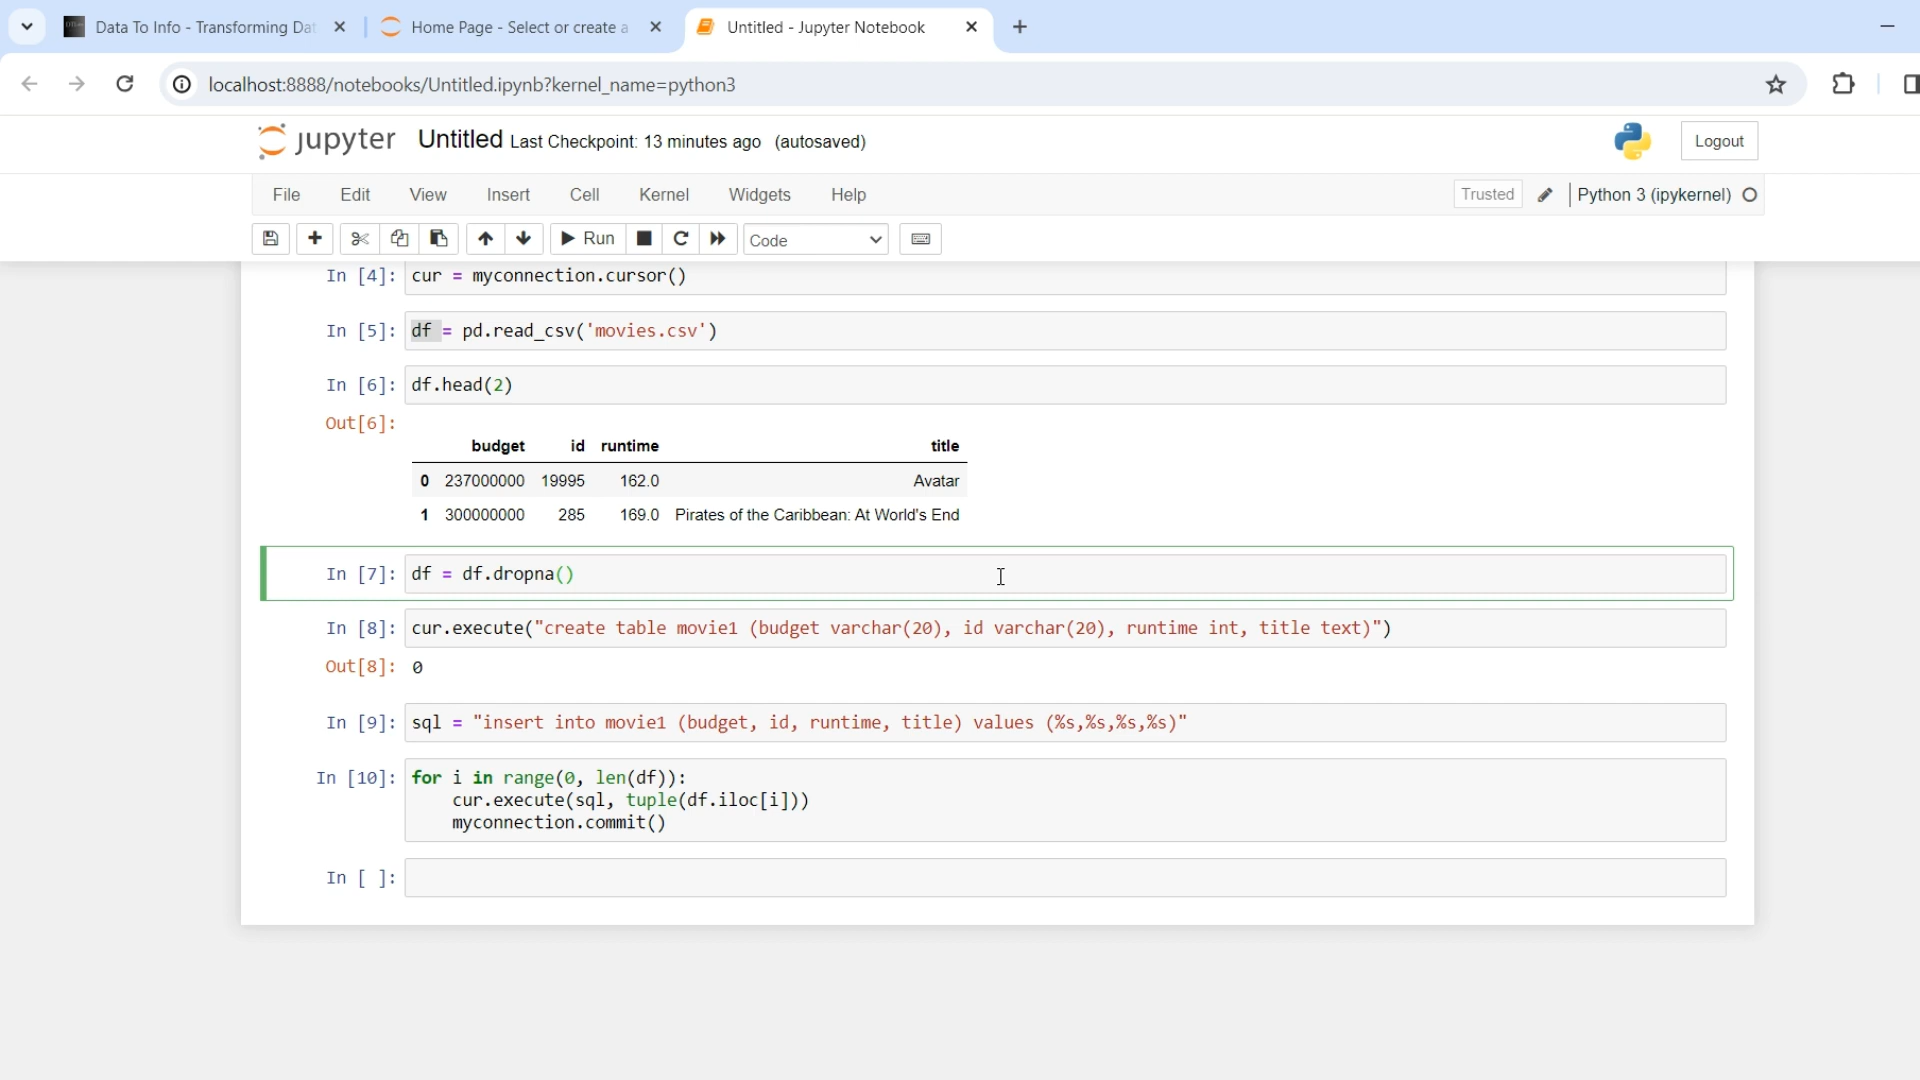 Data To Info - Transforming Dat
Home Page - Select or create a
Untitled - Jupyter Notebook
localhost:8888/notebooks/Untitled.ipynb?kernel_name=python3
jupyter Untitled Last Checkpoint: 13 minutes ago (autosaved)
Logout
File Edit View Insert Cell Kernel Widgets Help
Trusted Python 3 (ipykernel)
Run Code
In [4]: cur = myconnection.cursor()
In [5]: df = pd.read_csv('movies.csv')
In [6]: df.head(2)
Out[6]:
budget id runtime title
0 237000000 19995 162.0 Avatar
1 300000000 285 169.0 Pirates of the Caribbean: At World's End
In [7]: df = df.dropna()
In [8]: cur.execute("create table movie1 (budget varchar(20), id varchar(20), runtime int, title text)")
Out[8]: 0
In [9]: sql = "insert into movie1 (budget, id, runtime, title) values (%s,%s,%s,%s)"
In [10]: for i in range(0, len(df)):
cur.execute(sql, tuple(df.iloc[i]))
myconnection.commit()
In [ ]: